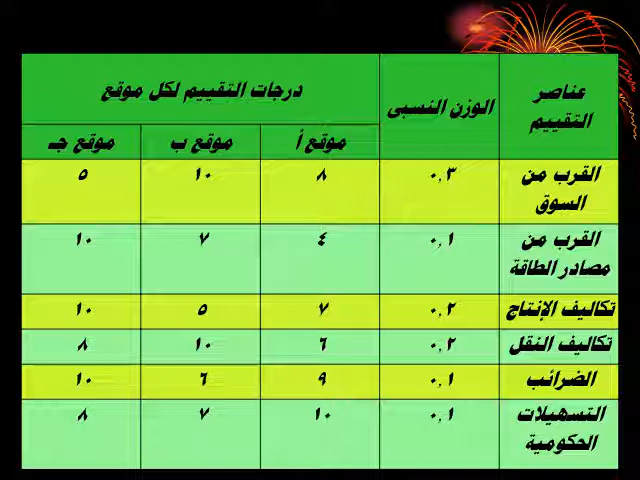 عناصر التقييم الوزن النسبى درجات التقييم لكل موقع
موقع أ موقع ب موقع جـ
القرب من السوق ٠,٣ ٨ ١٠ ٥
القرب من مصادر الطاقة ٠,١ ٤ ٧ ١٠
تكاليف الإنتاج ٠,٢ ٧ ٥ ١٠
تكاليف النقل ٠,٢ ٦ ١٠ ٨
الضرائب ٠,١ ٩ ٦ ١٠
التسهيلات الحكومية ٠,١ ١٠ ٧ ٨